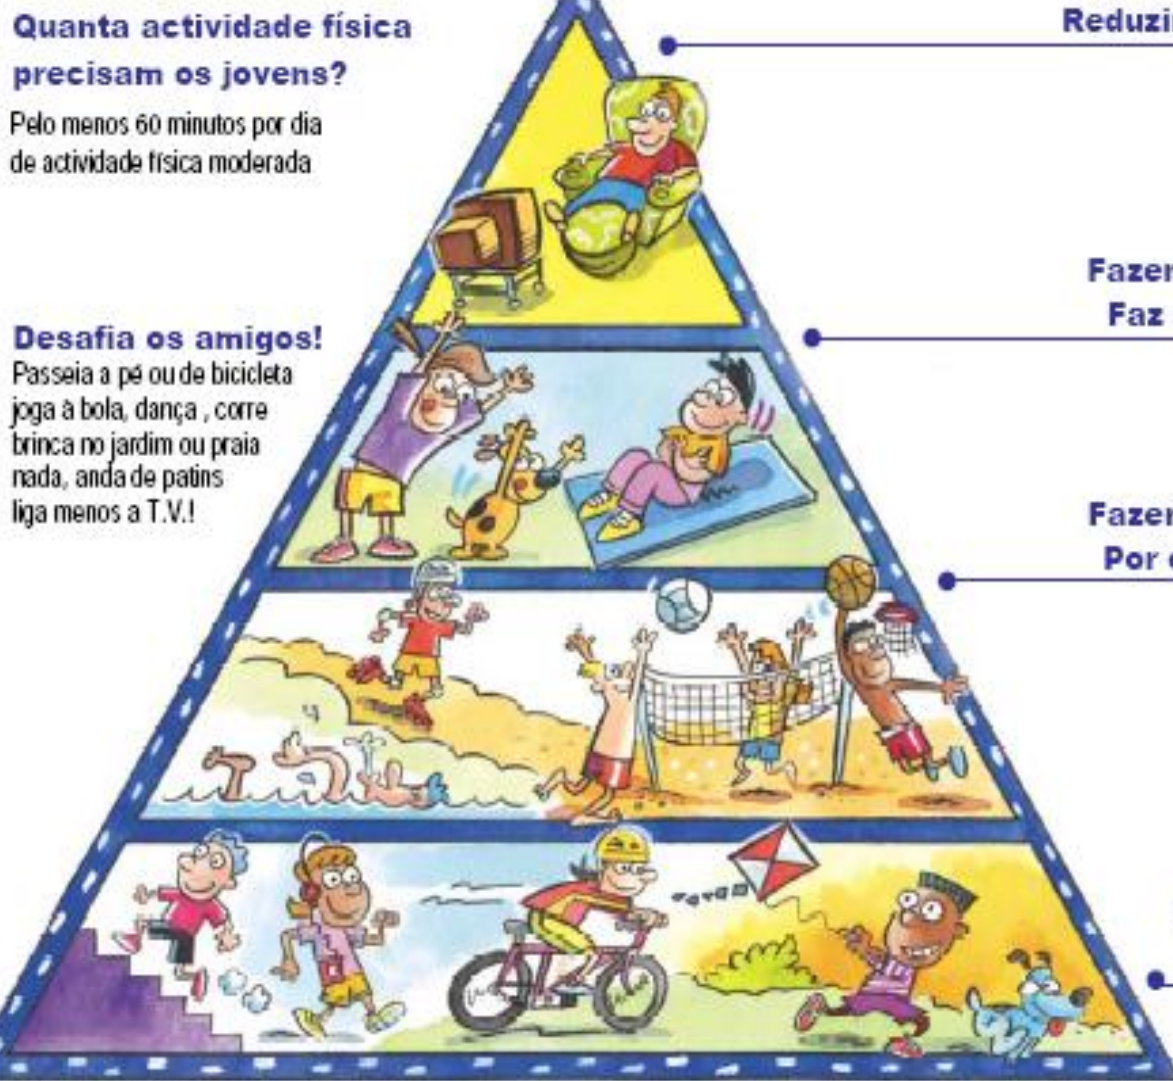 Quanta actividade física
precisam os jovens?
Pelo menos 60 minutos por dia
de actividade física moderada
Desafia os amigos!
Passeia a pé ou de bicicleta
joga à bola, dança , corre
brinca no jardim ou praia
nada, anda de patins
liga menos a T.V.!
Fazer
Faz
Fazer
Por